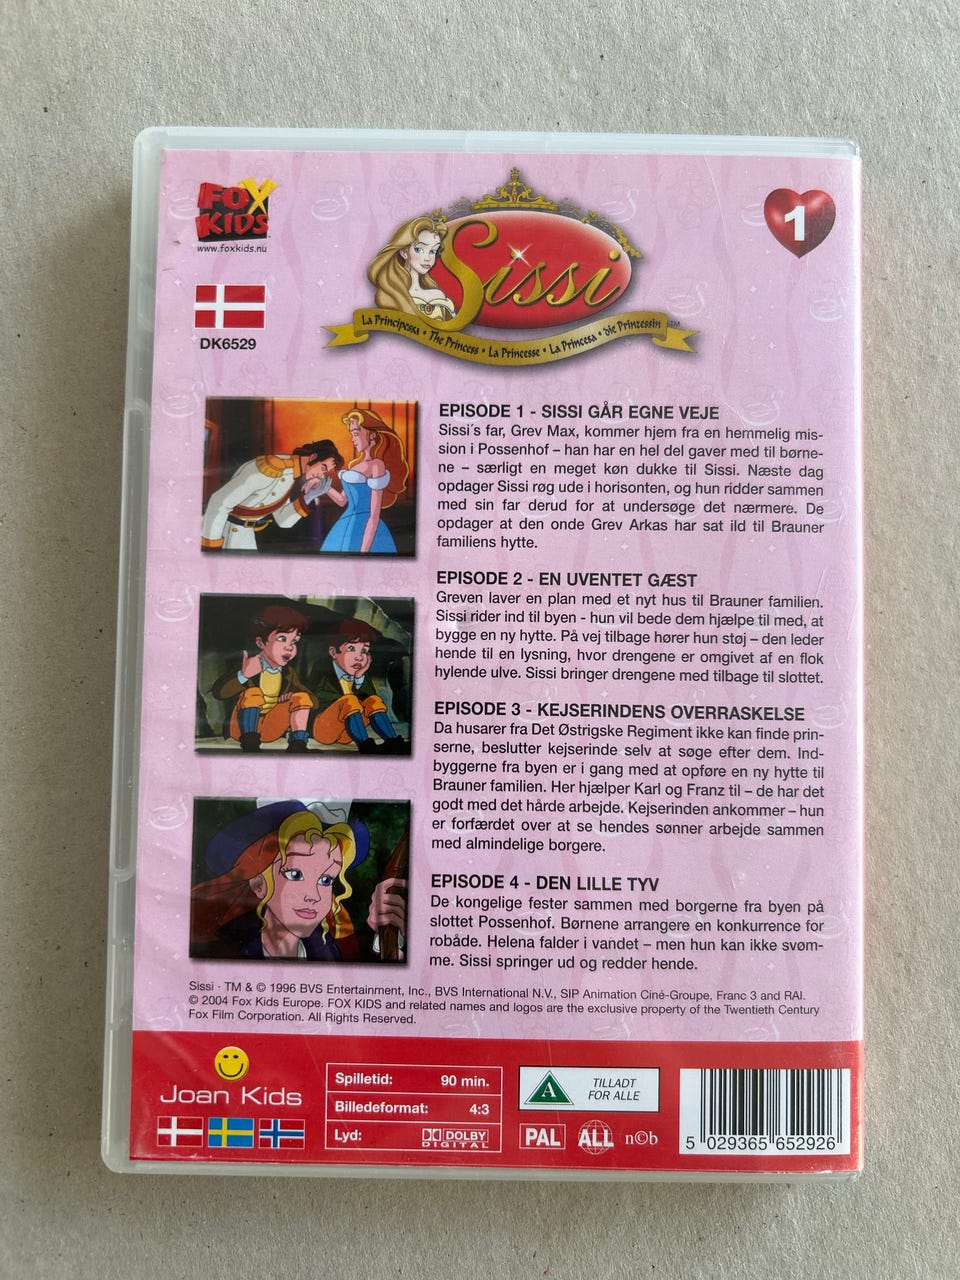 FOX
KIDS
www.foxkids.nu
DK6529
Sissi
La Principessa • The Princess • La Princesse • La Princesa • die Prinzessin ™
1
EPISODE 1 - SISSI GÅR EGNE VEJE
Sissi´s far, Grev Max, kommer hjem fra en hemmelig mis-
sion i Possenhof – han har en hel del gaver med til børne-
ne – særligt en meget køn dukke til Sissi. Næste dag
opdager Sissi røg ude i horisonten, og hun ridder sammen
med sin far derud for at undersøge det nærmere. De
opdager at den onde Grev Arkas har sat ild til Brauner
familiens hytte.
EPISODE 2 - EN UVENTET GÆST
Greven laver en plan med et nyt hus til Brauner familien.
Sissi rider ind til byen - hun vil bede dem hjælpe til med, at
bygge en ny hytte. På vej tilbage hører hun støj – den leder
hende til en lysning, hvor drengene er omgivet af en flok
hylende ulve. Sissi bringer drengene med tilbage til slottet.
EPISODE 3 - KEJSERINDENS OVERRASKELSE
Da husarer fra Det Østrigske Regiment ikke kan finde prin-
serne, beslutter kejserinde selv at søge efter dem. Ind-
byggerne fra byen er i gang med at opføre en ny hytte til
Brauner familien. Her hjælper Karl og Franz til – de har det
godt med det hårde arbejde. Kejserinden ankommer – hun
er forfærdet over at se hendes sønner arbejde sammen
med almindelige borgere.
EPISODE 4 - DEN LILLE TYV
De kongelige fester sammen med borgerne fra byen på
slottet Possenhof. Børnene arrangere en konkurrence for
robåde. Helena falder i vandet – men hun kan ikke svøm-
me. Sissi springer ud og redder hende.
Sissi · TM & © 1996 BVS Entertainment, Inc., BVS International N.V., SIP Animation Ciné-Groupe, Franc 3 and RAI.
© 2004 Fox Kids Europe. FOX KIDS and related names and logos are the exclusive property of the Twentieth Century
Fox Film Corporation. All Rights Reserved.
Joan Kids
Spilletid: 90 min.
Billedeformat: 4:3
Lyd: DOLBY DIGITAL
A
TILLADT
FOR ALLE
PAL ALL n©b
5 029365 652926